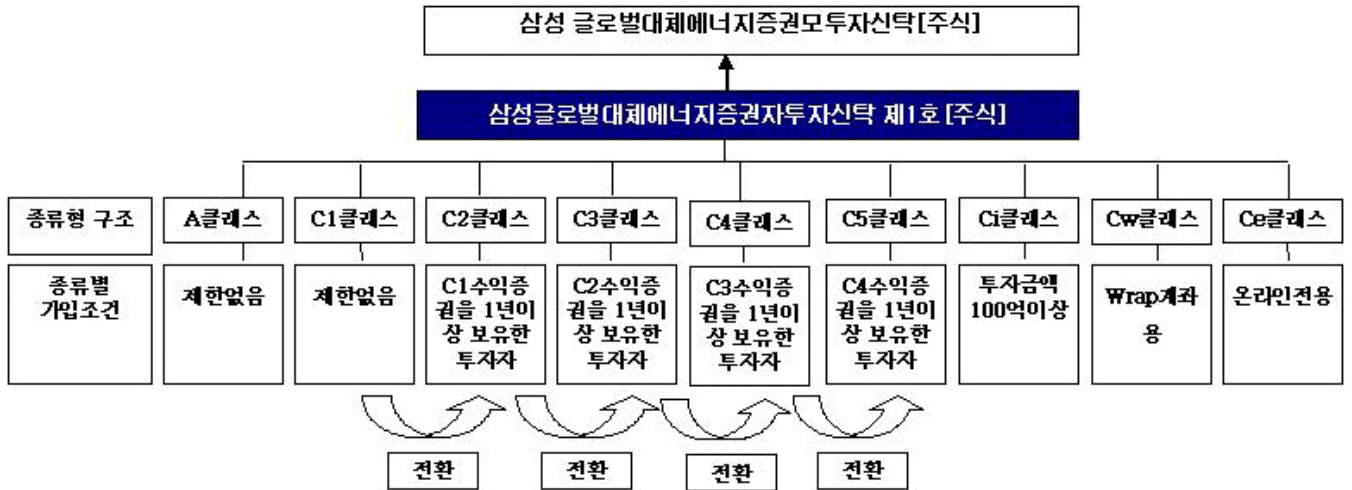 삼성 글로벌대체에너지증권모투자신탁[주식]
삼성글로벌대체에너지증권자투자신탁 제1호 [주식]
종류형 구조
A클래스
C1클래스
C2클래스
C3클래스
C4클래스
C5클래스
Ci클래스
Cw클래스
Ce클래스
종류별
가입조건
제한없음
제한없음
C1수익증
권을 1년이
상 보유한
투자자
C2수익증
권을 1년이
상 보유한
투자자
C3수익증
권을 1년이
상 보유한
투자자
C4수익증
권을 1년이
상 보유한
투자자
투자금액
100억이상
Wrap계좌
용
온라인전용
전환
전환
전환
전환